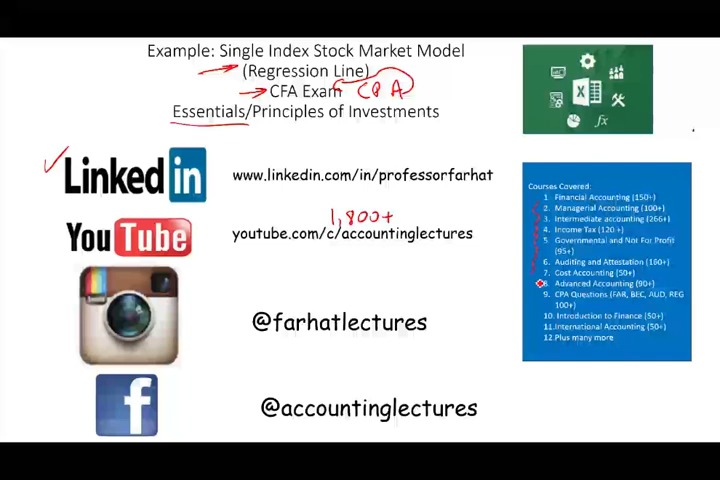 Example: Single Index Stock Market Model
(Regression Line)
CFA Exam CPA
Essentials/Principles of Investments
fx
Linked in
www.linkedin.com/in/professorfarhat
1,800+
YouTube
youtube.com/c/accountinglectures
@farhatlectures
f
@accountinglectures
Courses Covered:
1. Financial Accounting (150+)
2. Managerial Accounting (100+)
3. Intermediate accounting (266+)
4. Income Tax (120 +)
5 Governmental and Not For Profit
(95+)
6. Auditing and Attestation (160+)
7. Cost Accounting (50+)
8. Advanced Accounting (90+)
9. CPA Questions (FAR, BEC, AUD, REG
100+)
10. Introduction to Finance (50+)
11.International Accounting (50+)
12.Plus many more